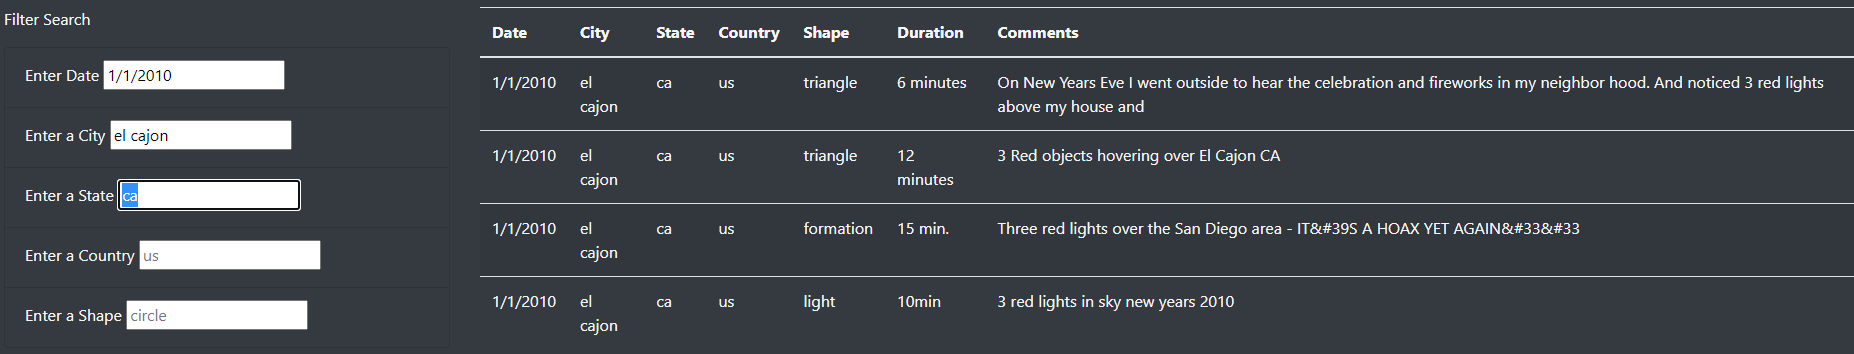 Filter Search
Enter Date 1/1/2010
Enter a City el cajon
Enter a State ca
Enter a Country us
Enter a Shape circle
Date City State Country Shape Duration Comments
1/1/2010 el ca us triangle 6 minutes On New Years Eve I went outside to hear the celebration and fireworks in my neighbor hood. And noticed 3 red lights
cajon above my house and
1/1/2010 el ca us triangle 12 3 Red objects hovering over El Cajon CA
cajon minutes
1/1/2010 el ca us formation 15 min. Three red lights over the San Diego area - IT&#39S A HOAX YET AGAIN&#33&#33
cajon
1/1/2010 el ca us light 10min 3 red lights in sky new years 2010
cajon